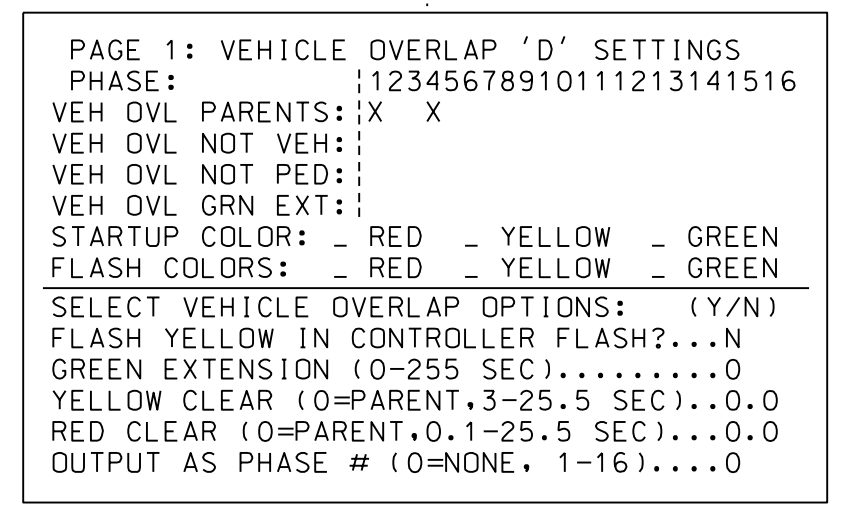 PAGE 1: VEHICLE OVERLAP 'D' SETTINGS
PHASE: ¦12345678910111213141516
VEH OVL PARENTS:¦X  X
VEH OVL NOT VEH:¦
VEH OVL NOT PED:¦
VEH OVL GRN EXT:¦
STARTUP COLOR: _ RED _ YELLOW _ GREEN
FLASH COLORS: _ RED _ YELLOW _ GREEN
SELECT VEHICLE OVERLAP OPTIONS: (Y/N)
FLASH YELLOW IN CONTROLLER FLASH?...N
GREEN EXTENSION (0-255 SEC).........0
YELLOW CLEAR (0=PARENT,3-25.5 SEC)..0.0
RED CLEAR (0=PARENT,0.1-25.5 SEC)...0.0
OUTPUT AS PHASE # (0=NONE, 1-16)....0